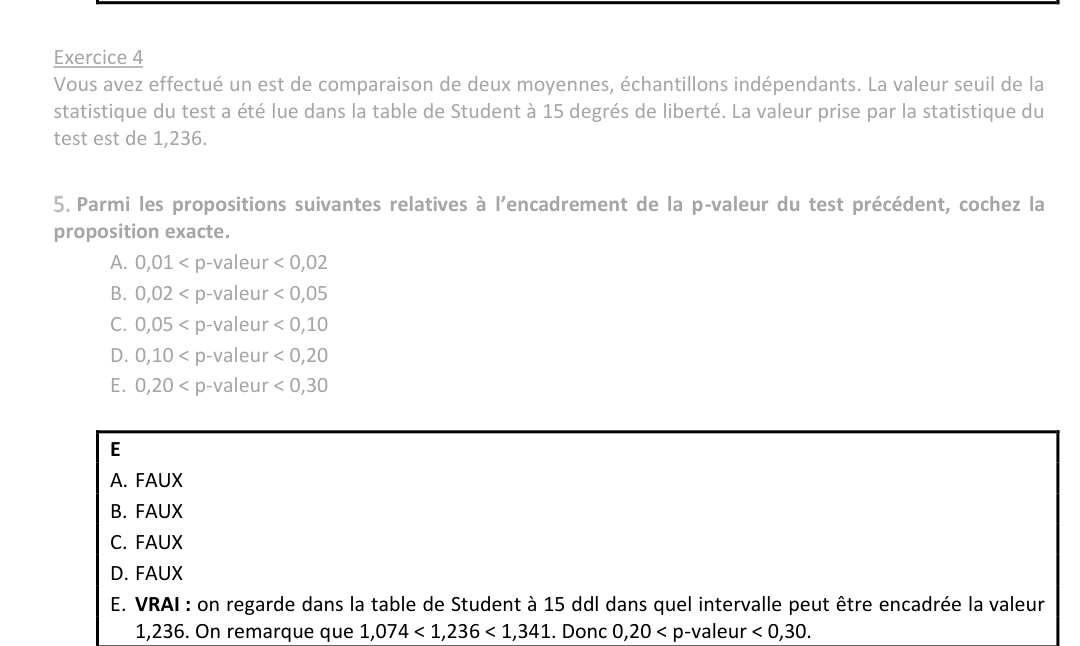 Exercice 4
Vous avez effectué un est de comparaison de deux moyennes, échantillons indépendants. La valeur seuil de la
statistique du test a été lue dans la table de Student à 15 degrés de liberté. La valeur prise par la statistique du
test est de 1,236.
5. Parmi les propositions suivantes relatives à l’encadrement de la p-valeur du test précédent, cochez la
proposition exacte.
A. 0,01 < p-valeur < 0,02
B. 0,02 < p-valeur < 0,05
C. 0,05 < p-valeur < 0,10
D. 0,10 < p-valeur < 0,20
E. 0,20 < p-valeur < 0,30
E
A. FAUX
B. FAUX
C. FAUX
D. FAUX
E. VRAI : on regarde dans la table de Student à 15 ddl dans quel intervalle peut être encadrée la valeur
1,236. On remarque que 1,074 < 1,236 < 1,341. Donc 0,20 < p-valeur < 0,30.